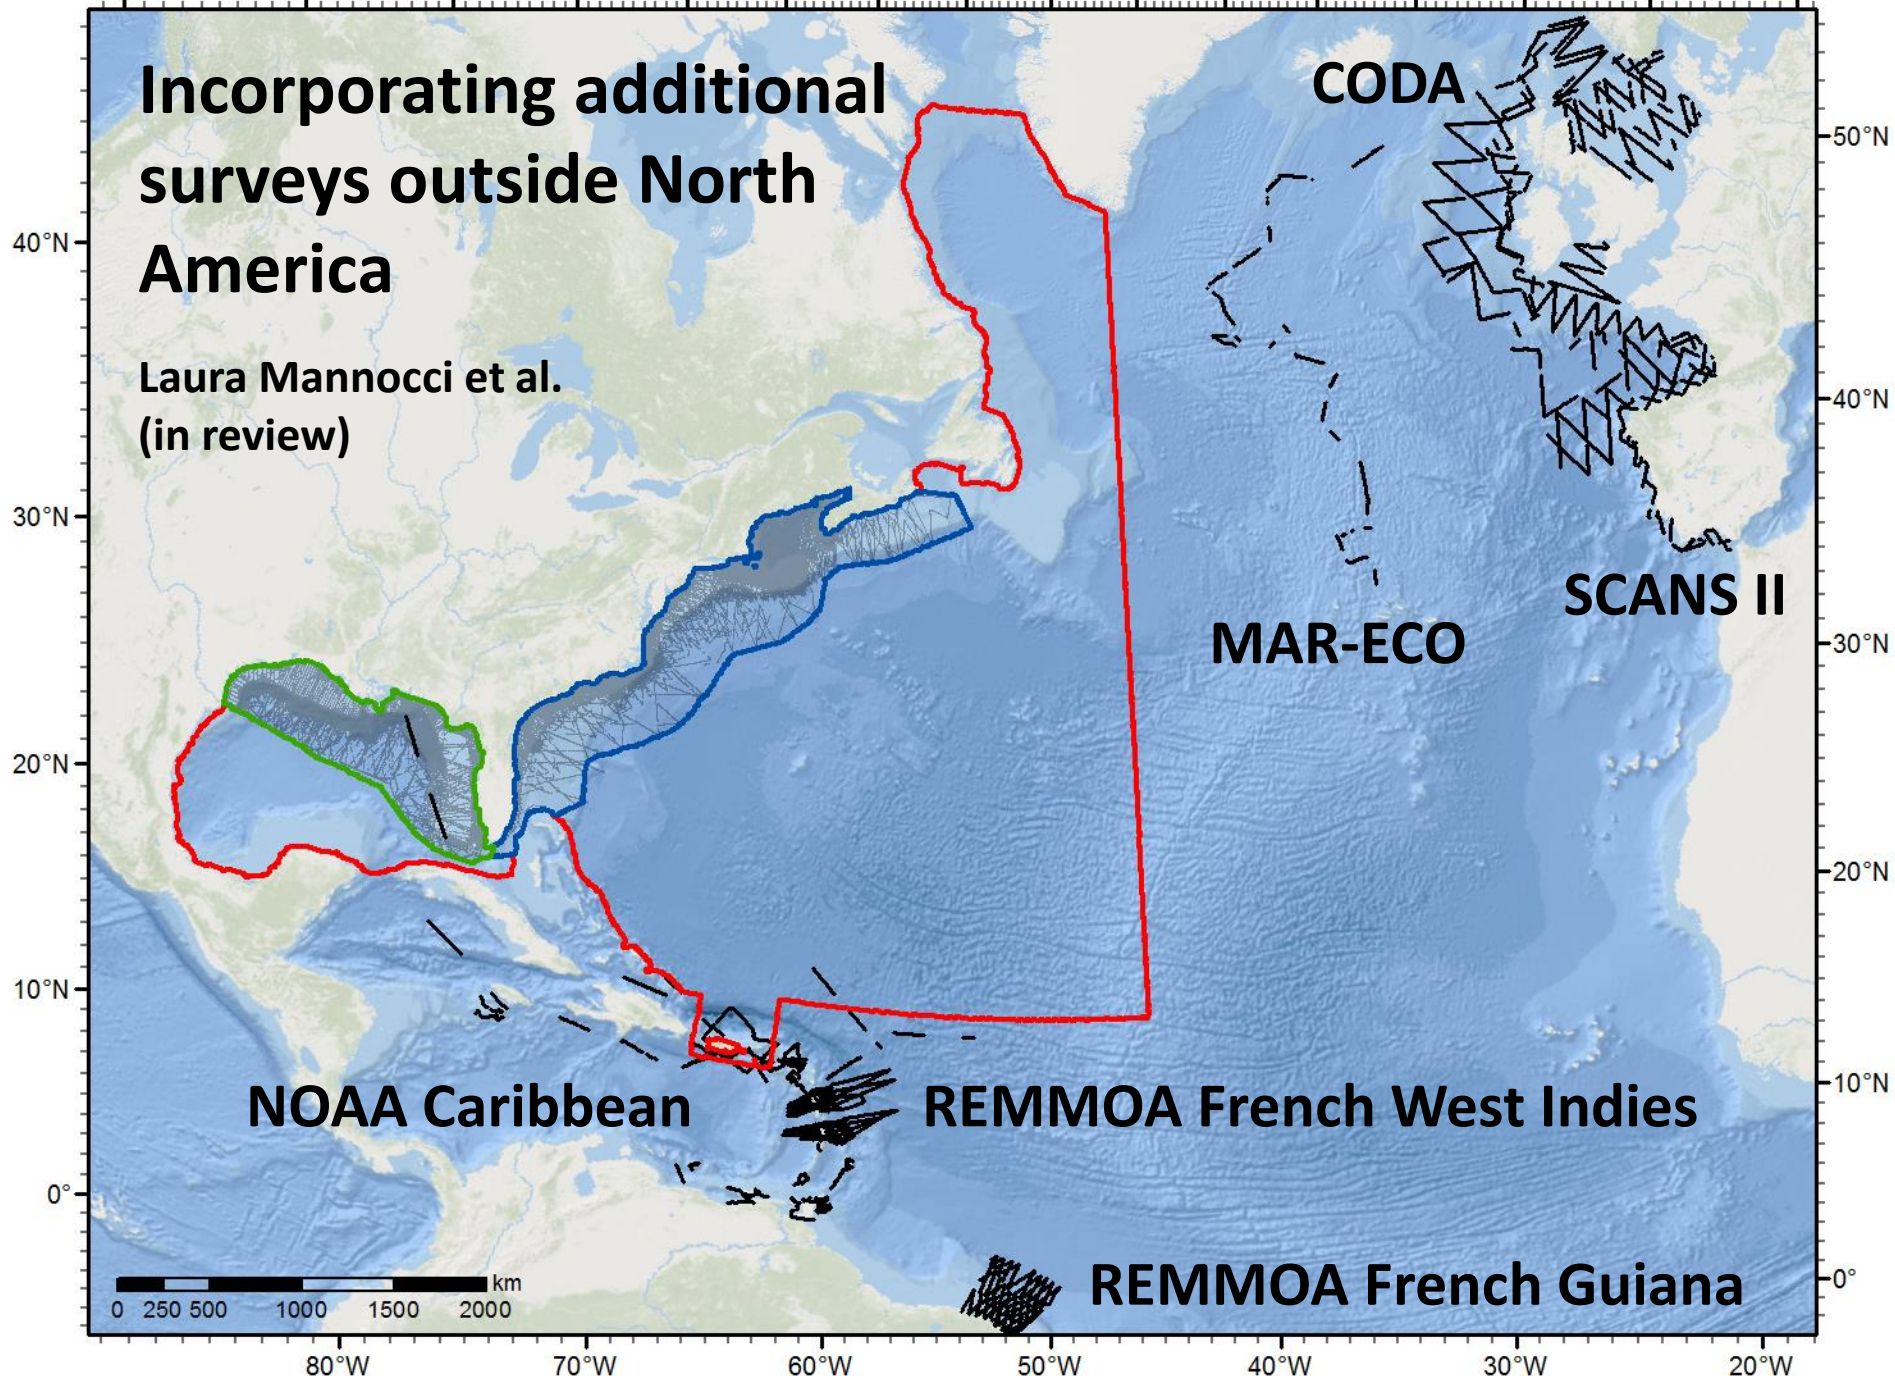 Incorporating additional
surveys outside North
America
Laura Mannocci et al.
(in review)
CODA
SCANS II
MAR-ECO
NOAA Caribbean
REMMOA French West Indies
REMMOA French Guiana
km
0 250 500 1000 1500 2000
40°N
30°N
20°N
10°N
0°
50°N
40°N
30°N
20°N
10°N
0°
80°W 70°W 60°W 50°W 40°W 30°W 20°W